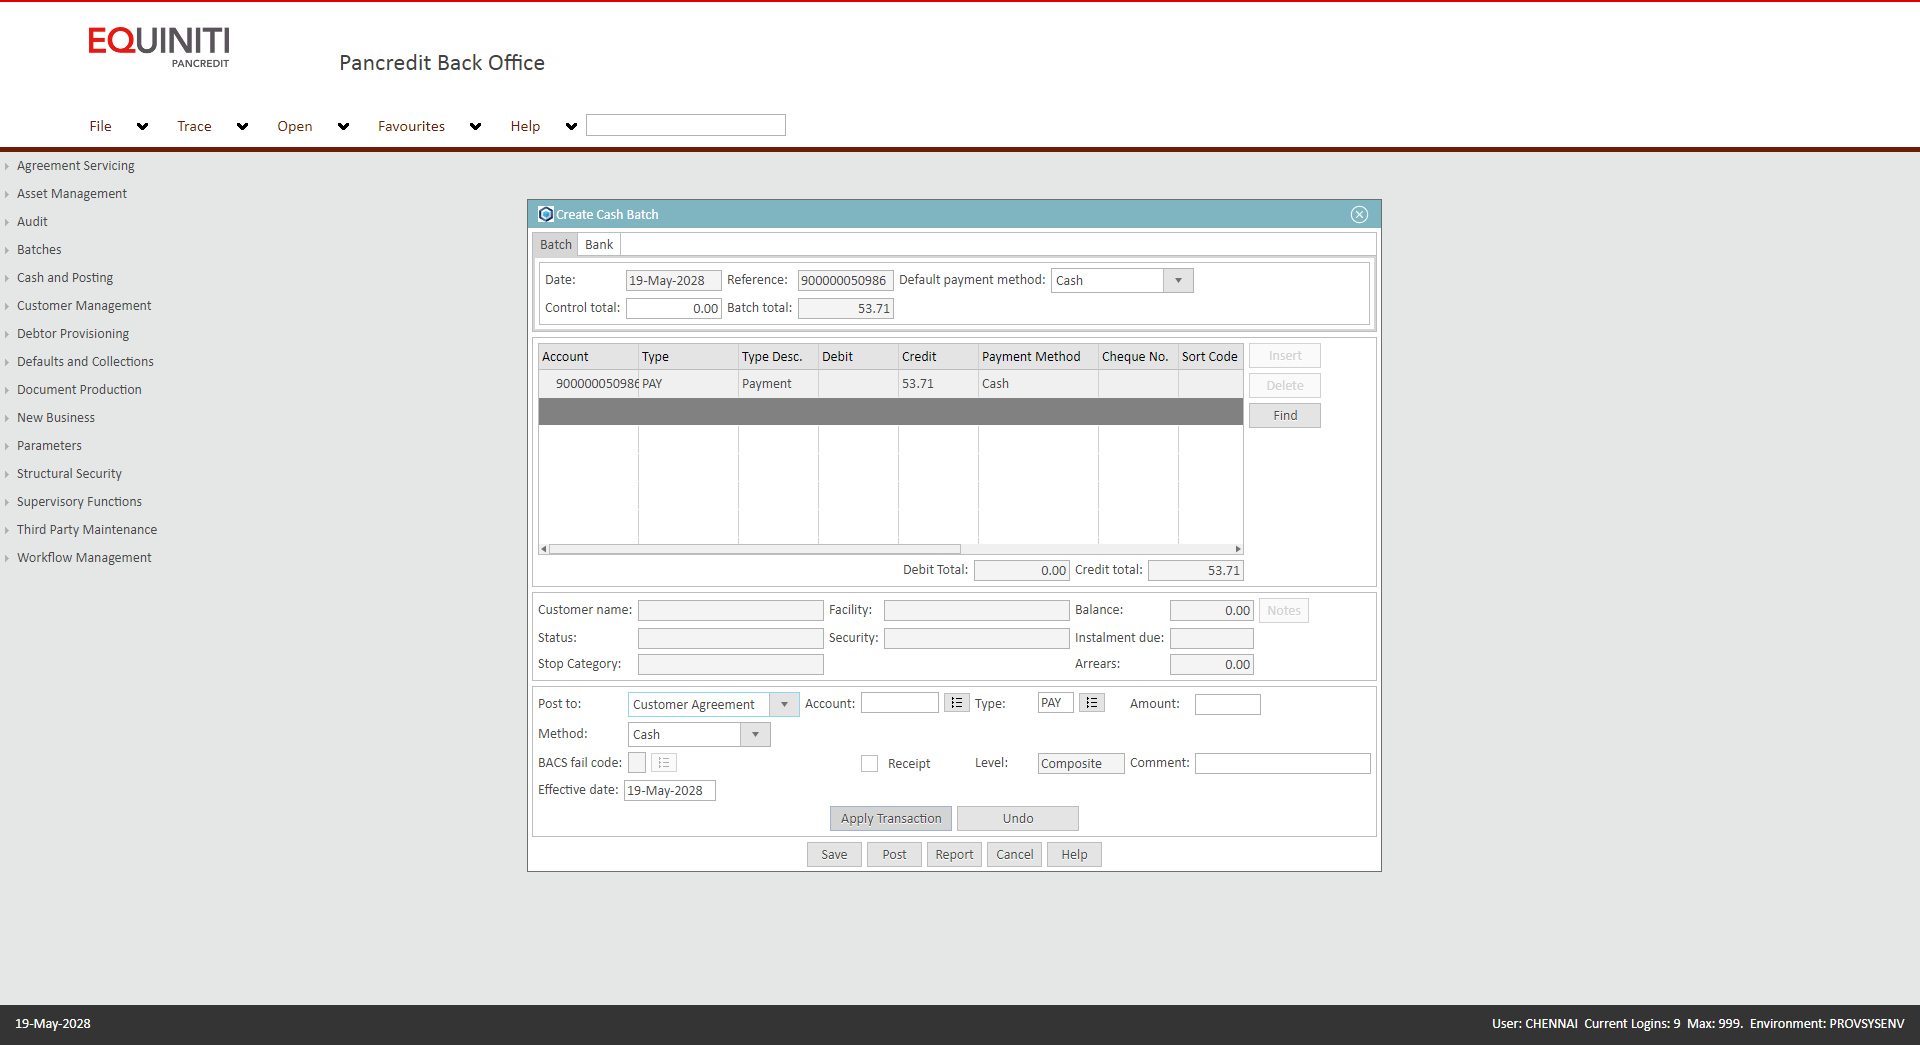 EQUINITI
PANCREDIT
Pancredit Back Office
File Trace Open Favourites Help
Agreement Servicing
Asset Management
Audit
Batches
Cash and Posting
Customer Management
Debtor Provisioning
Defaults and Collections
Document Production
New Business
Parameters
Structural Security
Supervisory Functions
Third Party Maintenance
Workflow Management
Create Cash Batch
Batch Bank
Date: 19-May-2028 Reference: 900000050986 Default payment method: Cash
Control total: 0.00 Batch total: 53.71
Account Type Type Desc. Debit Credit Payment Method Cheque No. Sort Code
900000050986 PAY Payment 53.71 Cash
Insert
Delete
Find
Debit Total: 0.00 Credit total: 53.71
Customer name: Facility: Balance: 0.00 Notes
Status: Security: Instalment due:
Stop Category: Arrears: 0.00
Post to: Customer Agreement Account: Type: PAY Amount:
Method: Cash
BACS fail code: Receipt Level: Composite Comment:
Effective date: 19-May-2028
Apply Transaction Undo
Save Post Report Cancel Help
19-May-2028 User: CHENNAI Current Logins: 9 Max: 999. Environment: PROVSYSENV